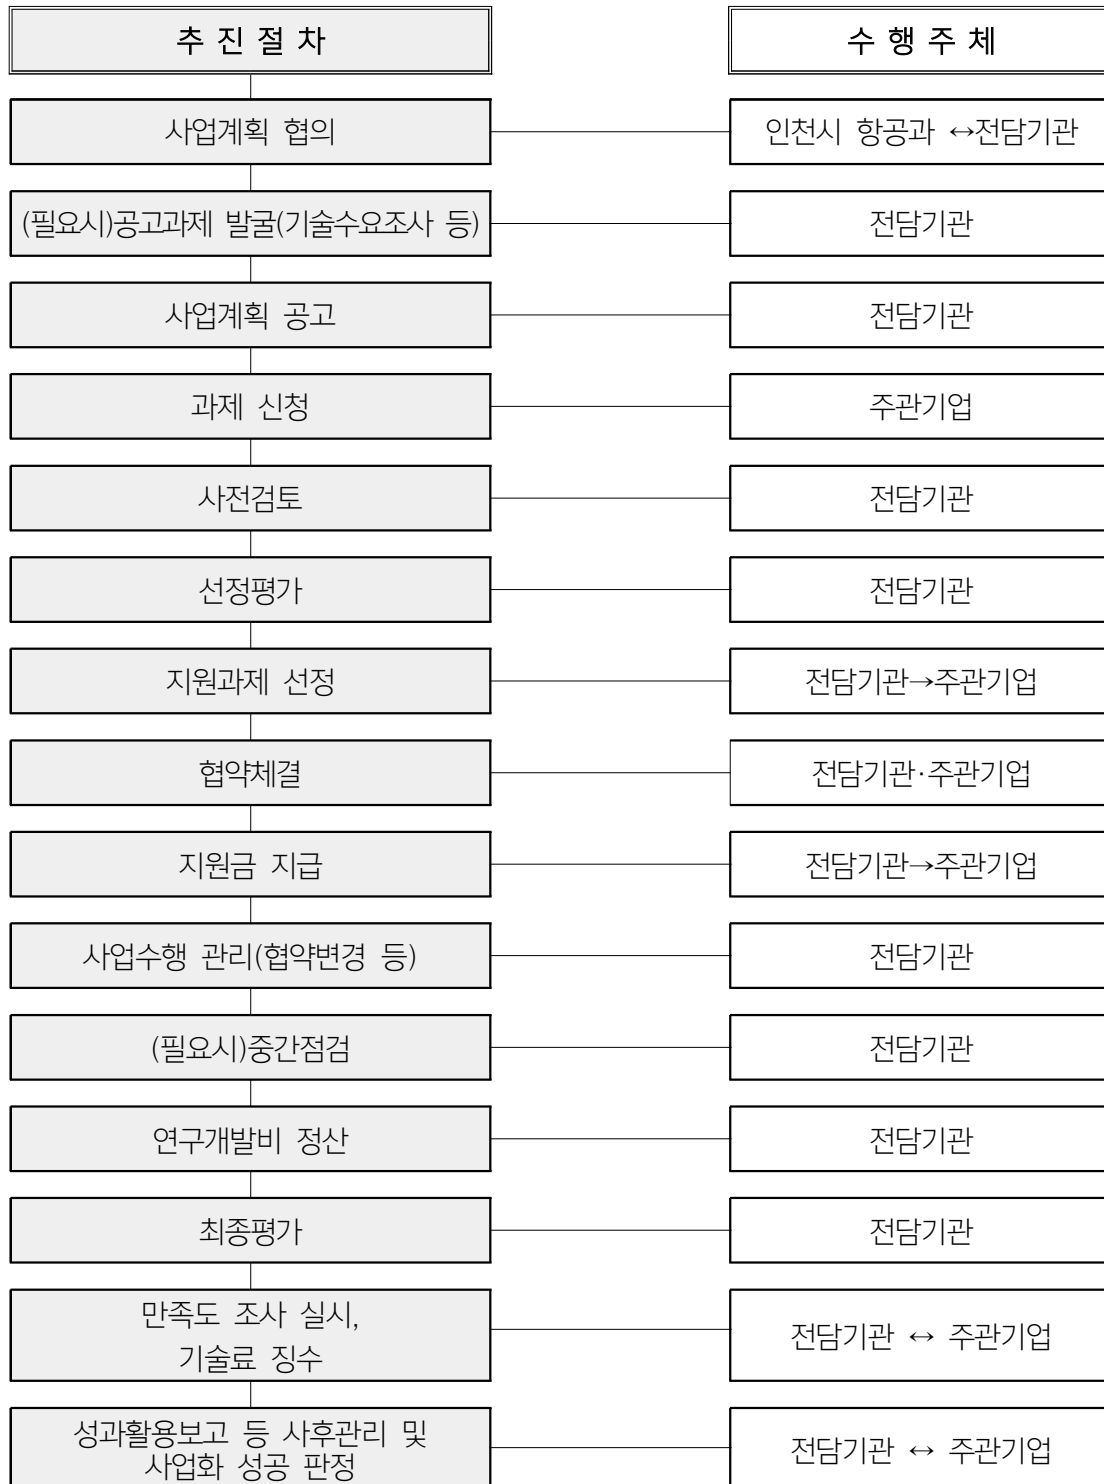 추 진 절 차
수 행 주 체
사업계획 협의
인천시 항공과 ↔전담기관
(필요시)공고과제 발굴(기술수요조사 등)
전담기관
사업계획 공고
전담기관
과제 신청
주관기업
사전검토
전담기관
선정평가
전담기관
지원과제 선정
전담기관→주관기업
협약체결
전담기관·주관기업
지원금 지급
전담기관→주관기업
사업수행 관리(협약변경 등)
전담기관
(필요시)중간점검
전담기관
연구개발비 정산
전담기관
최종평가
전담기관
만족도 조사 실시,
기술료 징수
전담기관 ↔ 주관기업
성과활용보고 등 사후관리 및
사업화 성공 판정
전담기관 ↔ 주관기업